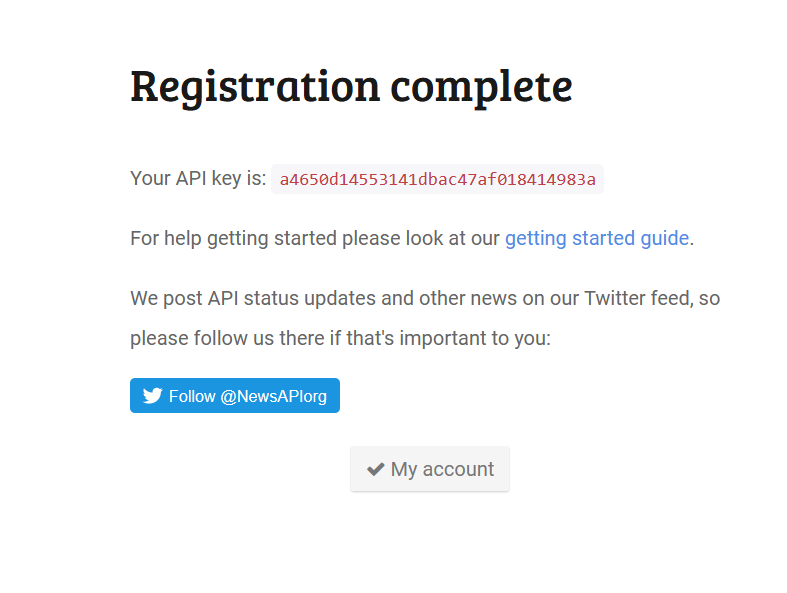 Registration complete
Your API key is: a4650d14553141dbac47af018414983a
For help getting started please look at our getting started guide.
We post API status updates and other news on our Twitter feed, so
please follow us there if that's important to you:
Follow @NewsAPIorg
My account